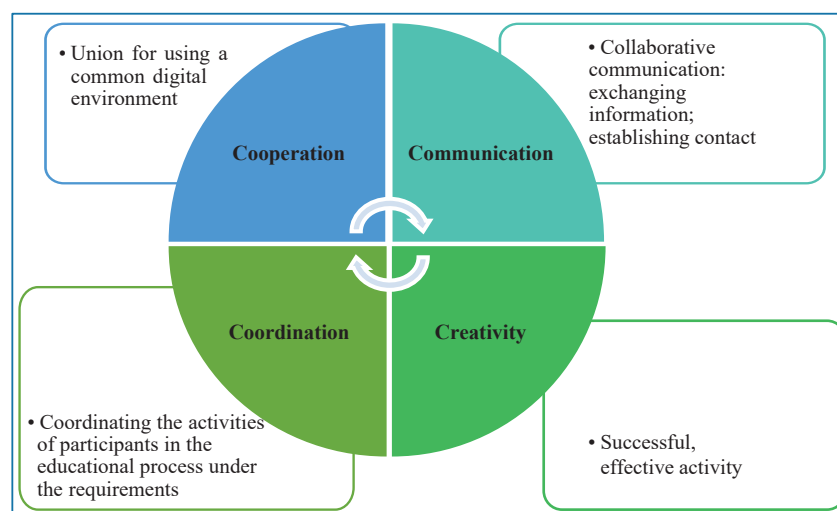 • Union for using a
common digital
environment
• Collaborative
communication:
exchanging
information;
establishing contact
Cooperation
Communication
Coordination
Creativity
• Coordinating the activities
of participants in the
educational process under
the requirements
• Successful,
effective activity